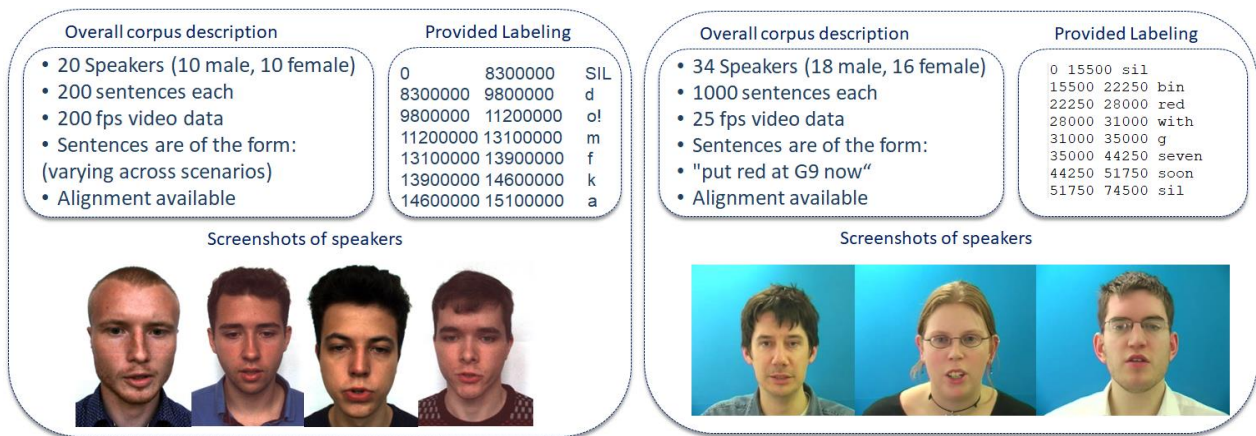 Overall corpus description
• 20 Speakers (10 male, 10 female)
• 200 sentences each
• 200 fps video data
• Sentences are of the form:
(varying across scenarios)
• Alignment available
Provided Labeling
0 8300000 SIL
8300000 9800000 d
9800000 11200000 o!
11200000 13100000 m
13100000 13900000 f
13900000 14600000 k
14600000 15100000 a
Screenshots of speakers
Overall corpus description
• 34 Speakers (18 male, 16 female)
• 1000 sentences each
• 25 fps video data
• Sentences are of the form:
• "put red at G9 now“
• Alignment available
Provided Labeling
0 15500 sil
15500 22250 bin
22250 28000 red
28000 31000 with
31000 35000 g
35000 44250 seven
44250 51750 soon
51750 74500 sil
Screenshots of speakers